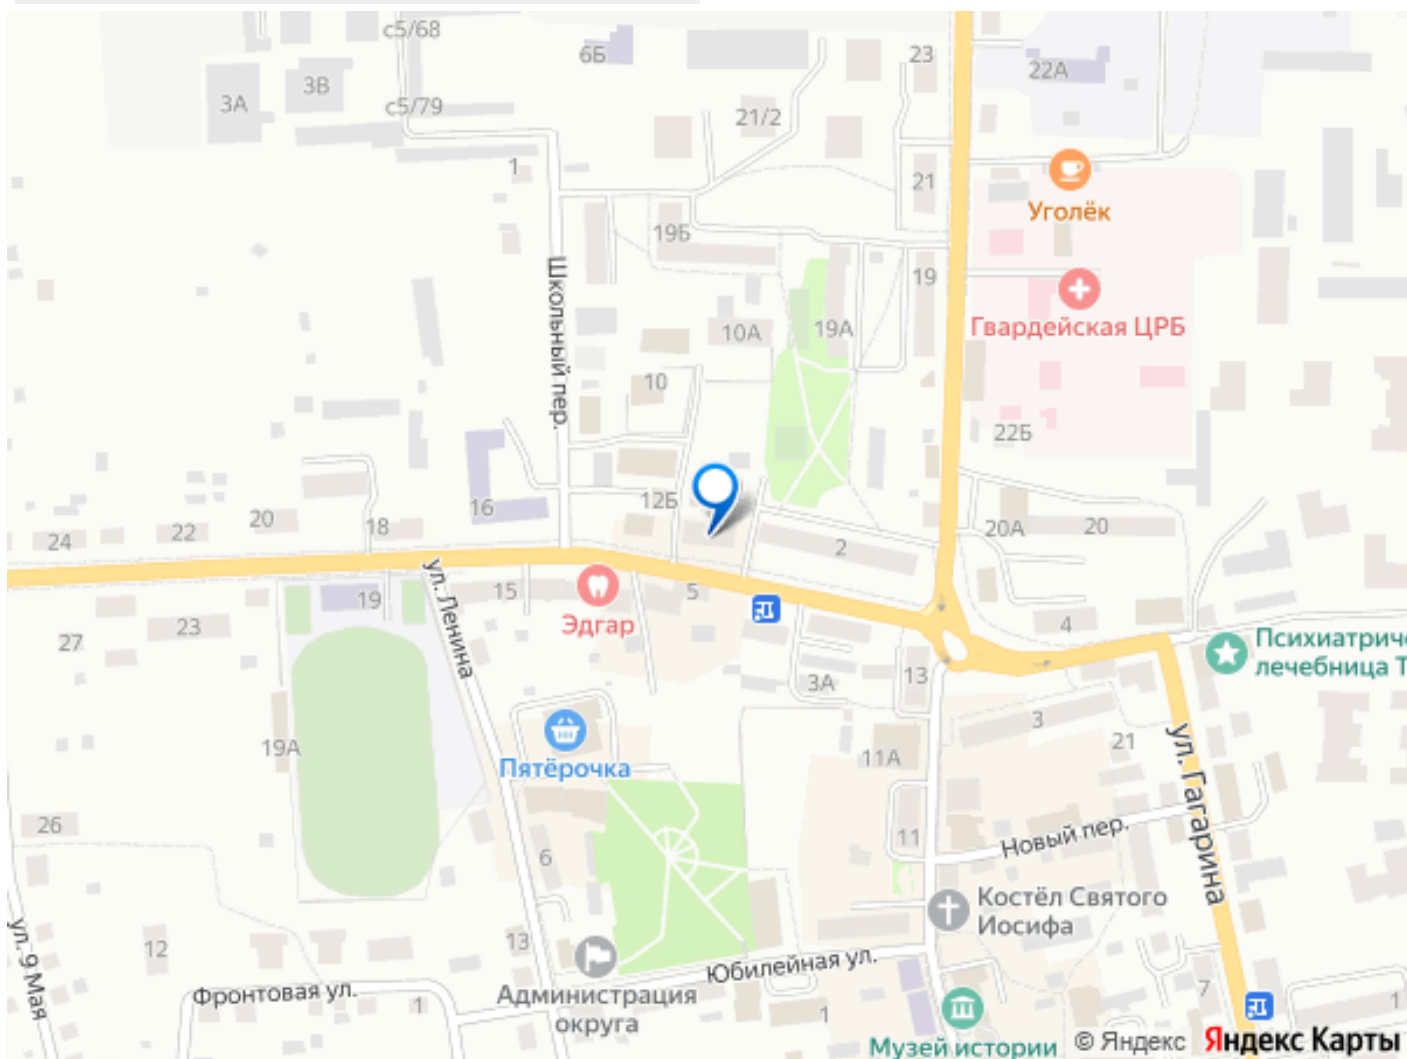 с5/68
6Б
23
22А
3А
3В
с5/79
21/2
1
21
Уголёк
19Б
Школьный пер.
19
Гвардейская ЦРБ
10А
19А
10
22Б
16
12Б
24
22
20
18
2
20А
20
ул. Ленина
19
15
5
Эдгар
23
27
4
Психиатриче
лечебница Т
3А
13
3
21
ул. Гагарина
19А
Пятёрочка
11А
26
6
11
Новый пер.
Костёл Святого
Иосифа
ул. 9 Мая
12
13
Юбилейная ул.
Фронтовая ул.
1
Администрация
округа
1
7
1
Музей истории
© Яндекс Яндекс Карты